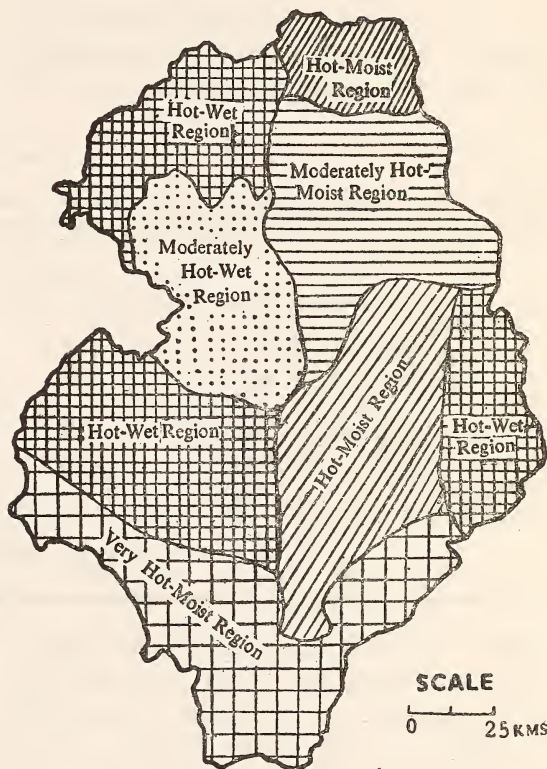 Hot-Moist
Region
Hot-Wet
Region
Moderately Hot-
Moist Region
Moderately
Hot-Wet
Region
Hot-Moist Region
Hot-Wet Region
Hot-Wet
Region
Very Hot-Moist Region
SCALE
0 25 KMS